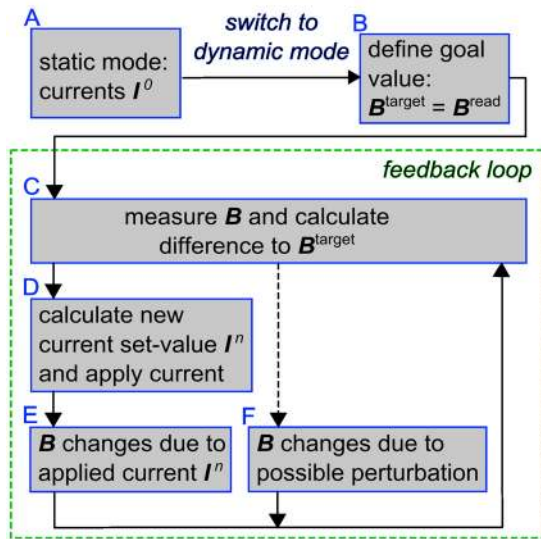 A
static mode:
currents I⁰
switch to
dynamic mode
B
define goal
value:
Bᵗᵃʳᵍᵉᵗ = Bʳᵉᵃᵈ
feedback loop
C
measure B and calculate
difference to Bᵗᵃʳᵍᵉᵗ
D
calculate new
current set-value Iⁿ
and apply current
E
B changes due to
applied current Iⁿ
F
B changes due to
possible perturbation